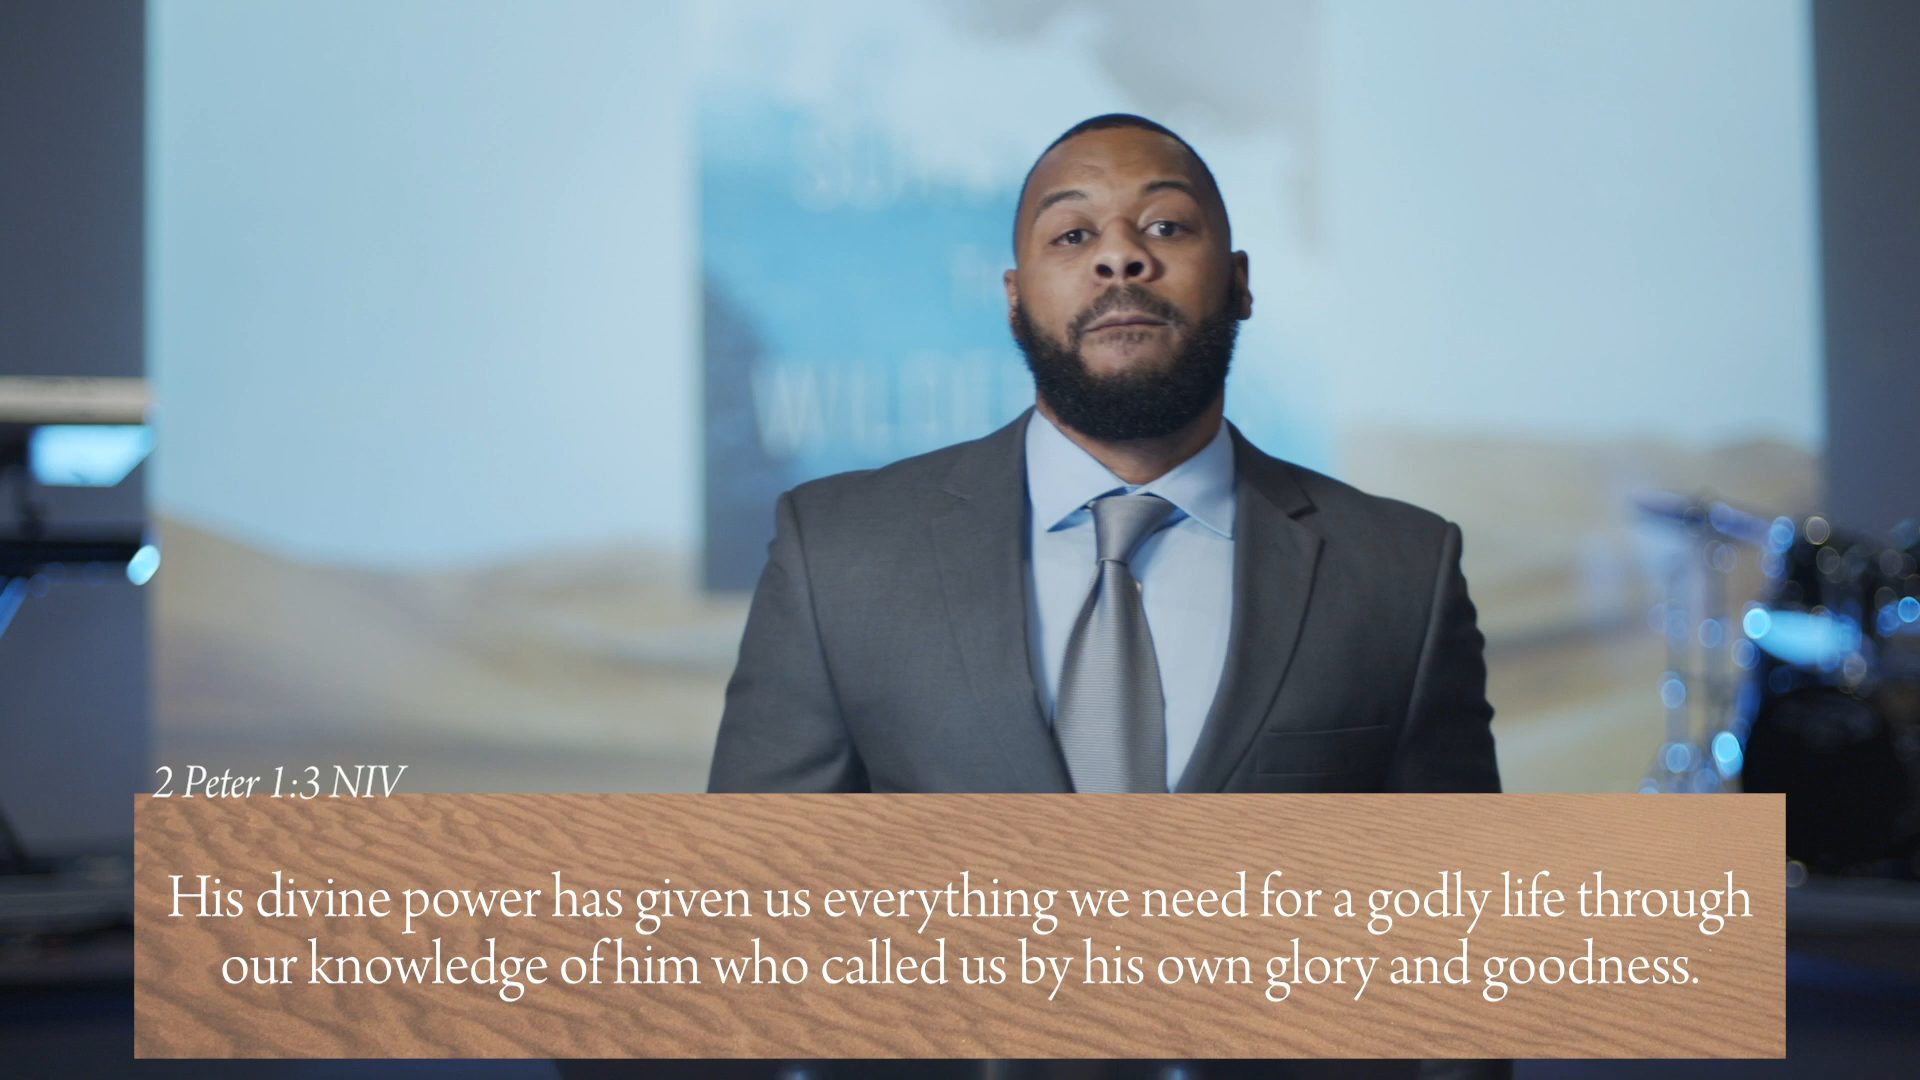 2 Peter 1:3 NIV
His divine power has given us everything we need for a godly life through
our knowledge of him who called us by his own glory and goodness.